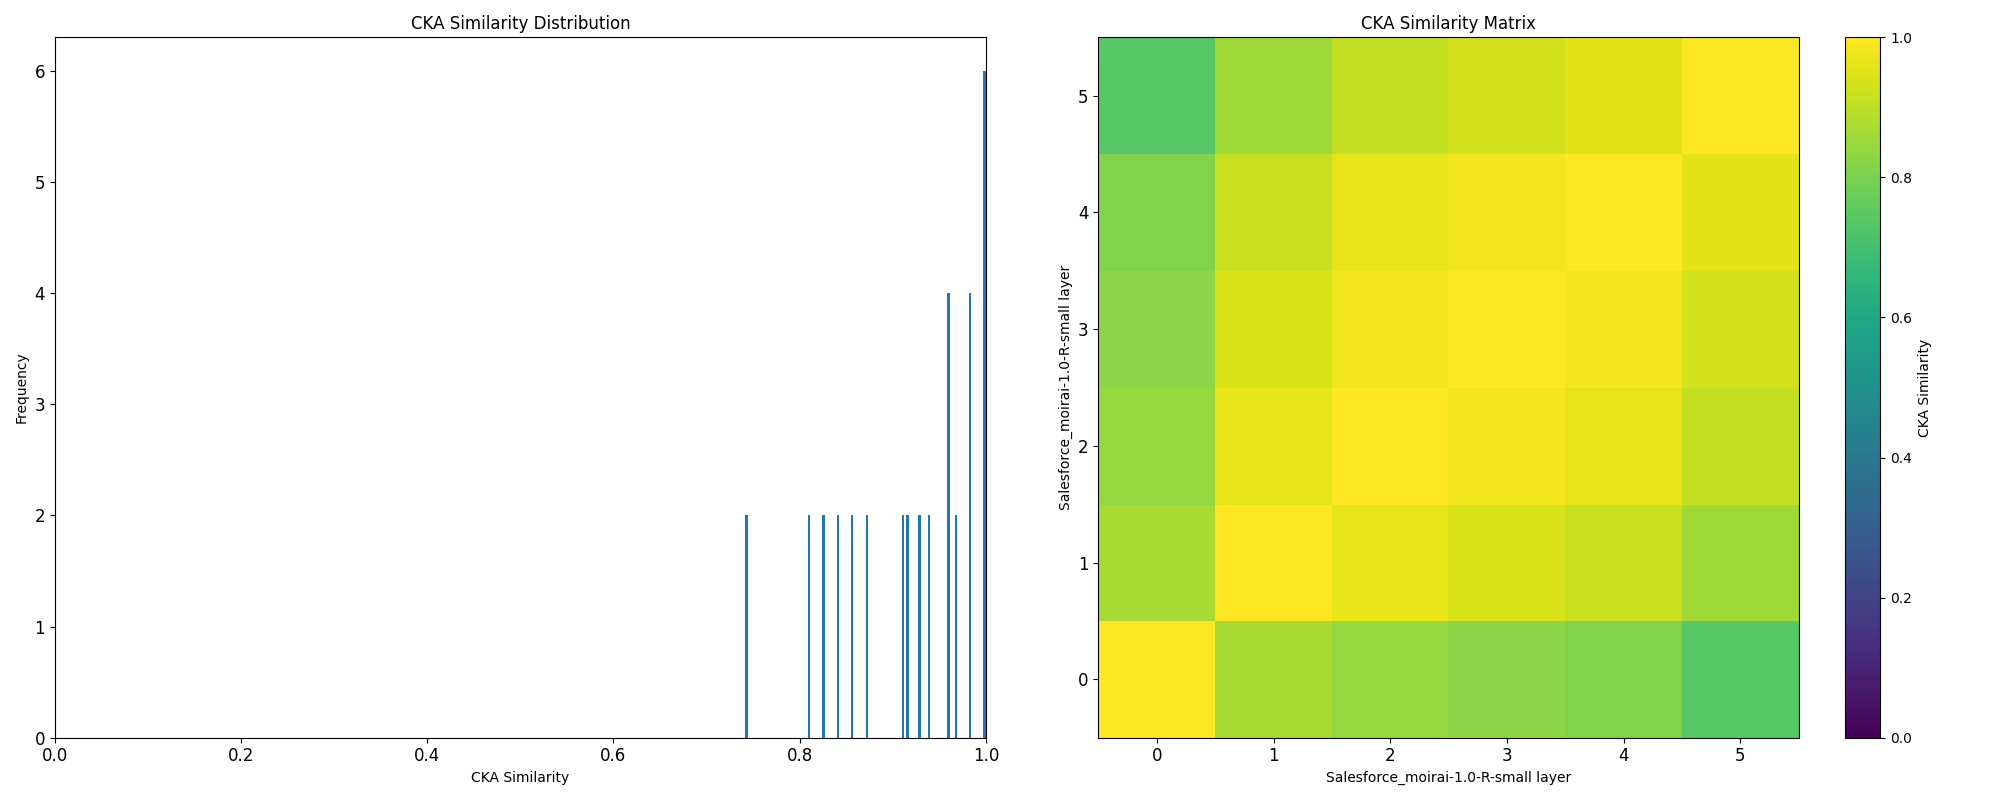 CKA Similarity Distribution
6
5
4
3
2
1
0
Frequency
0.0 0.2 0.4 0.6 0.8 1.0
CKA Similarity
CKA Similarity Matrix
5
4
3
2
1
0
Salesforce_moirai-1.0-R-small layer
0 1 2 3 4 5
Salesforce_moirai-1.0-R-small layer
1.0
0.8
0.6
0.4
0.2
0.0
CKA Similarity